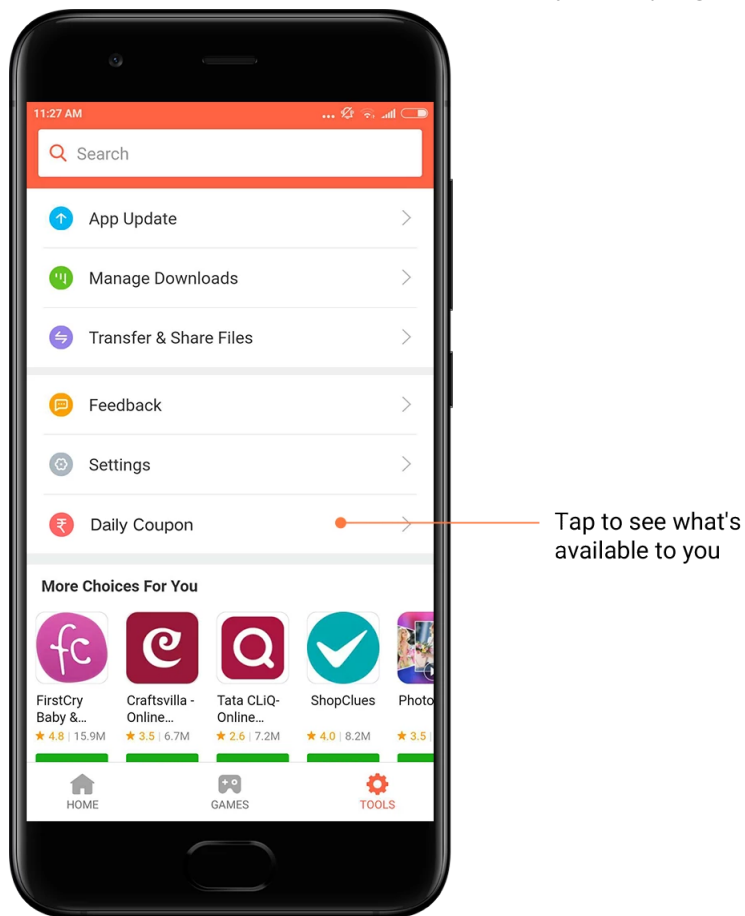 11:27 AM
Search
App Update
Manage Downloads
Transfer & Share Files
Feedback
Settings
Daily Coupon
Tap to see what's
available to you
More Choices For You
fc
FirstCry Craftsvilla - Tata CLiQ- ShopClues Photo
Baby &... Online... Online...
★ 4.8 | 15.9M ★ 3.5 | 6.7M ★ 2.6 | 7.2M ★ 4.0 | 8.2M ★ 3.5 |
HOME GAMES TOOLS